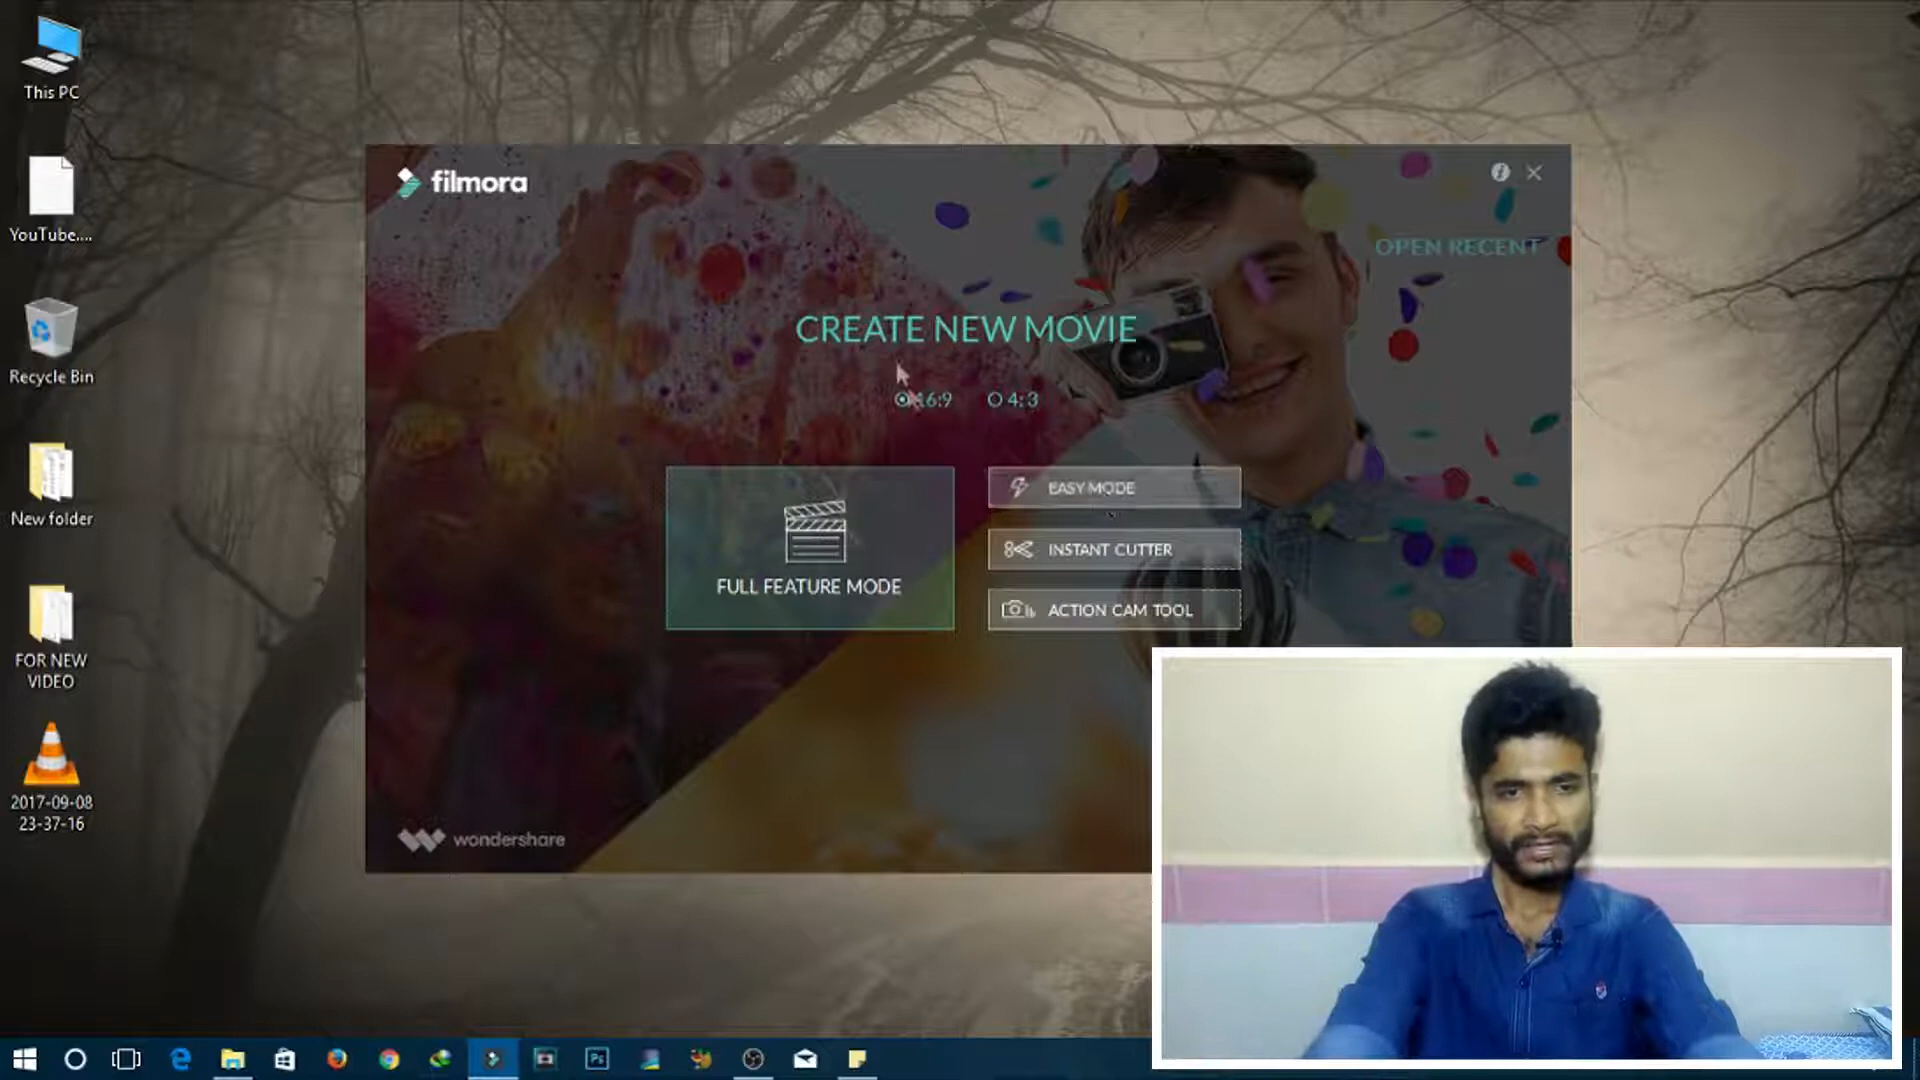 This PC
YouTube....
Recycle Bin
New folder
FOR NEW
VIDEO
2017-09-08
23-37-16
filmora
OPEN RECENT
CREATE NEW MOVIE
16:9
4:3
FULL FEATURE MODE
EASY MODE
INSTANT CUTTER
ACTION CAM TOOL
wondershare
Ps